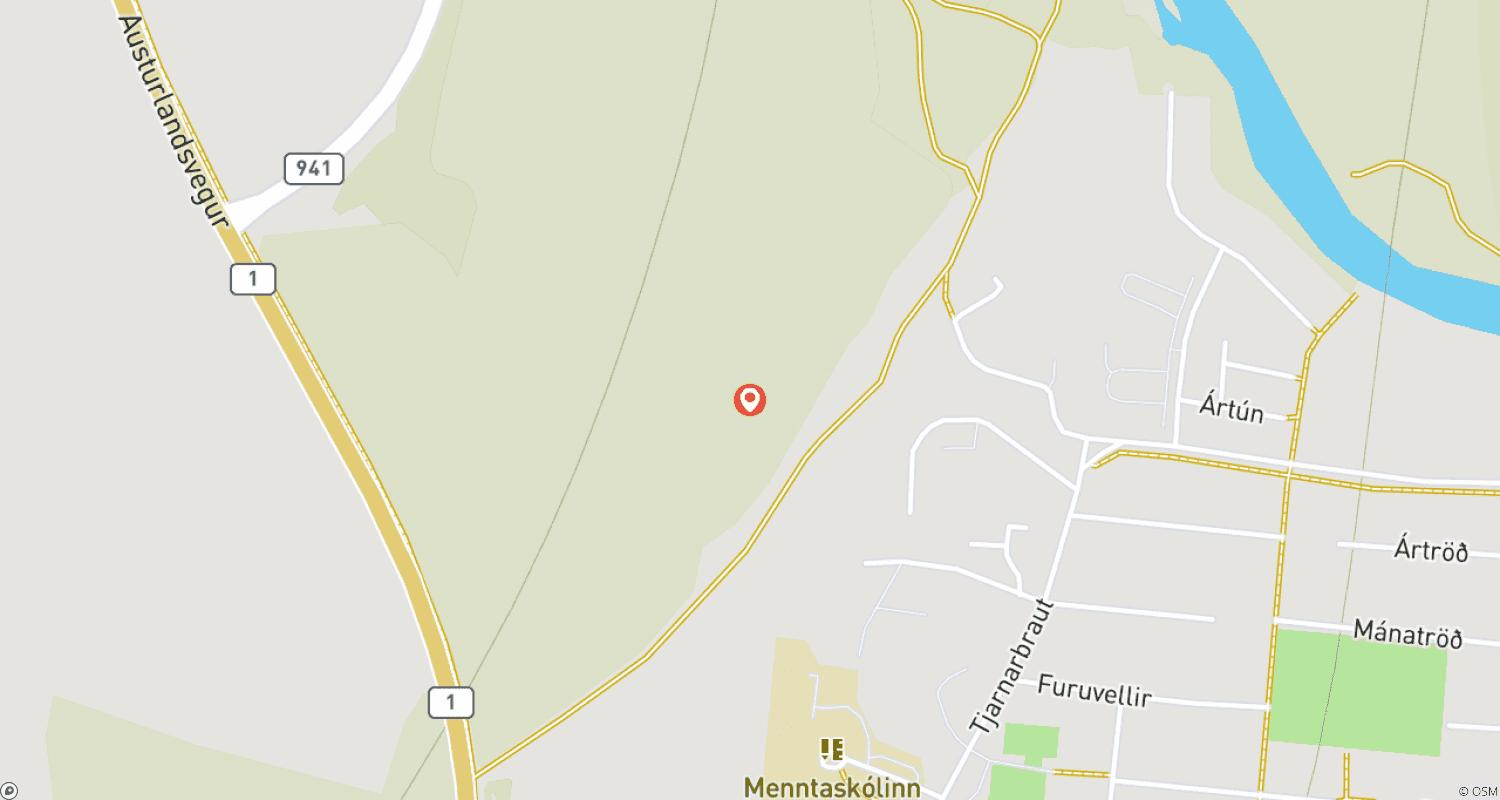 Austurlandsvegur
941
1
Ártún
Ártröð
Mánatröð
Tjarnarbraut
Furuvellir
1
Menntaskólinn
© OSM